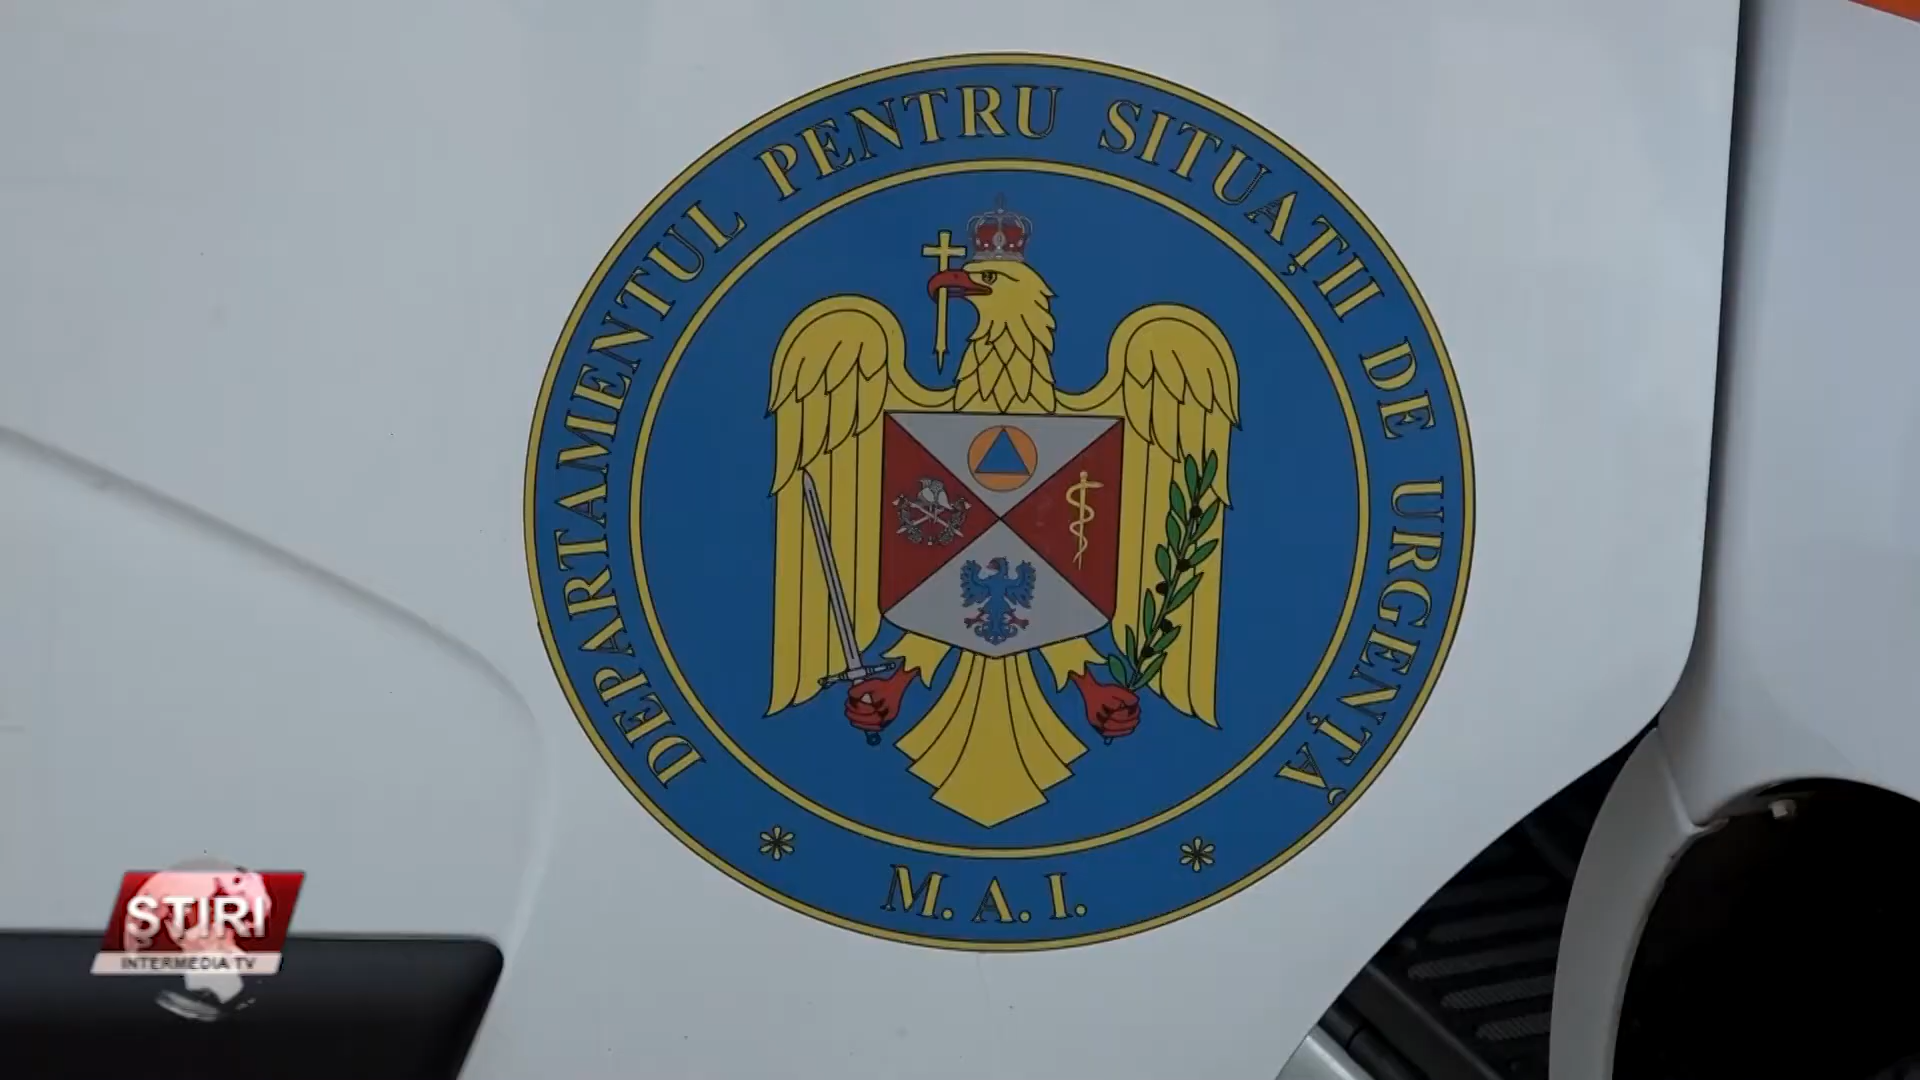 DEPARTAMENTUL PENTRU SITUAȚII DE URGENȚĂ
* M. A. I. *
ȘTIRI
INTERMEDIA TV